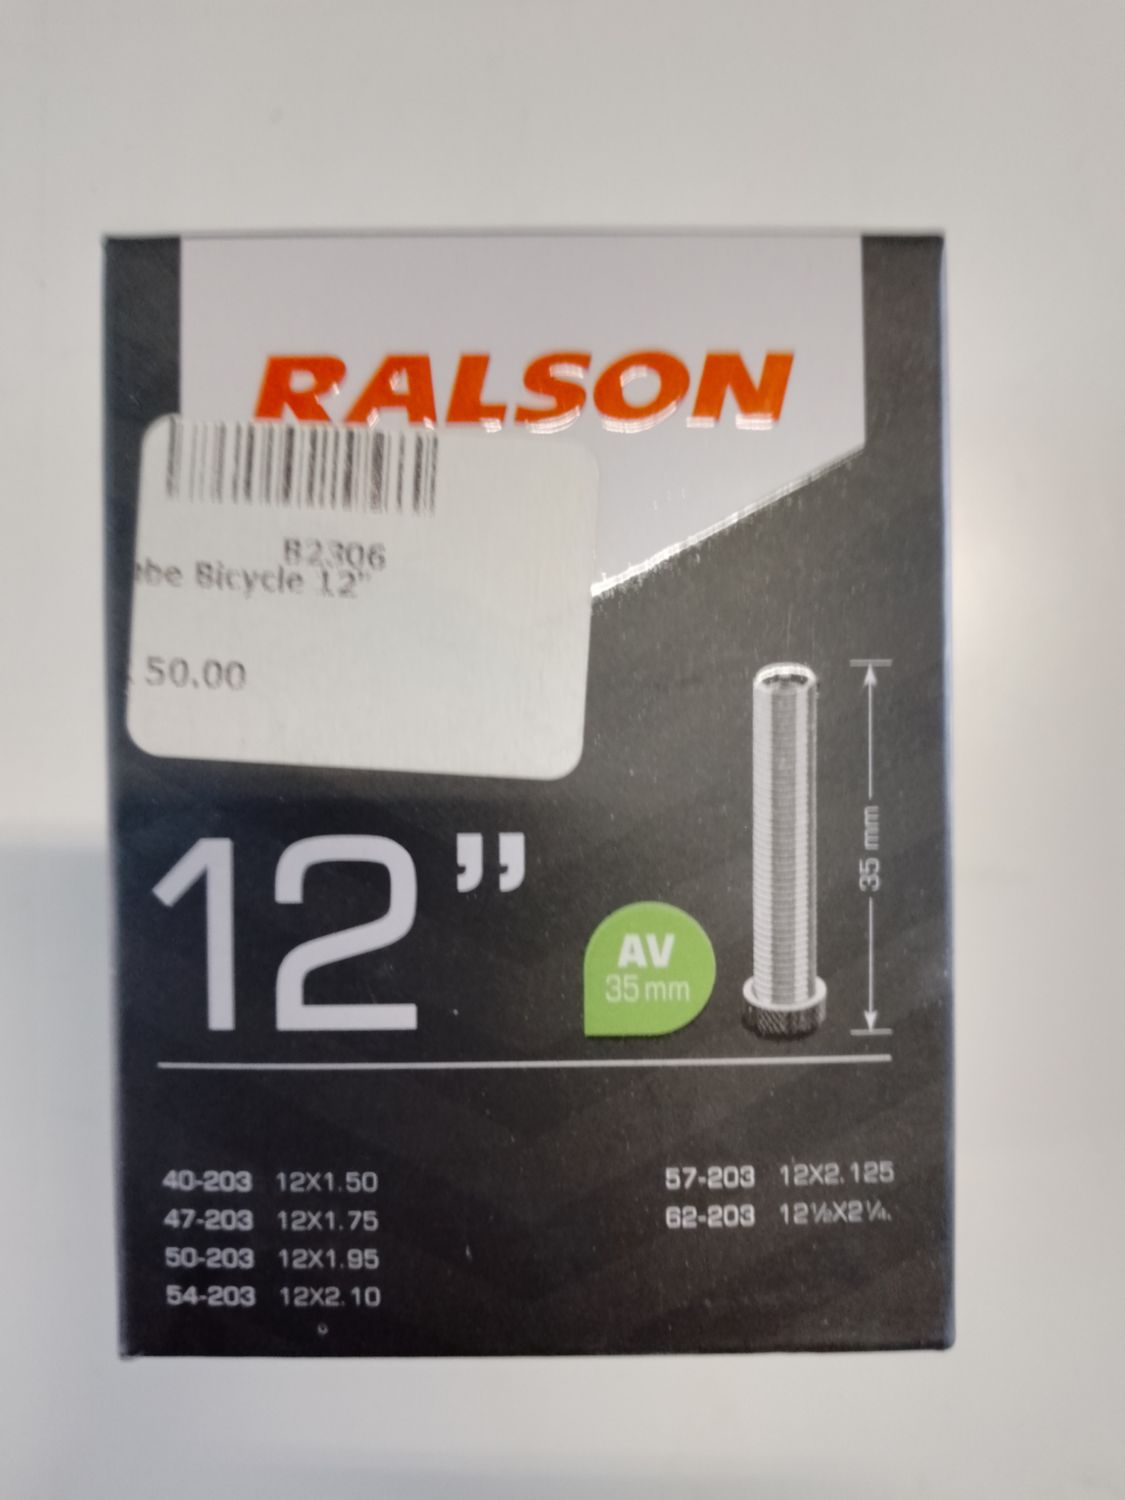 RALSON
B2306
Bicycle 12"
50.00
12”
AV
35 mm
35 mm
40-203 12X1.50
47-203 12X1.75
50-203 12X1.95
54-203 12X2.10
57-203 12X2.125
62-203 12½X2¼